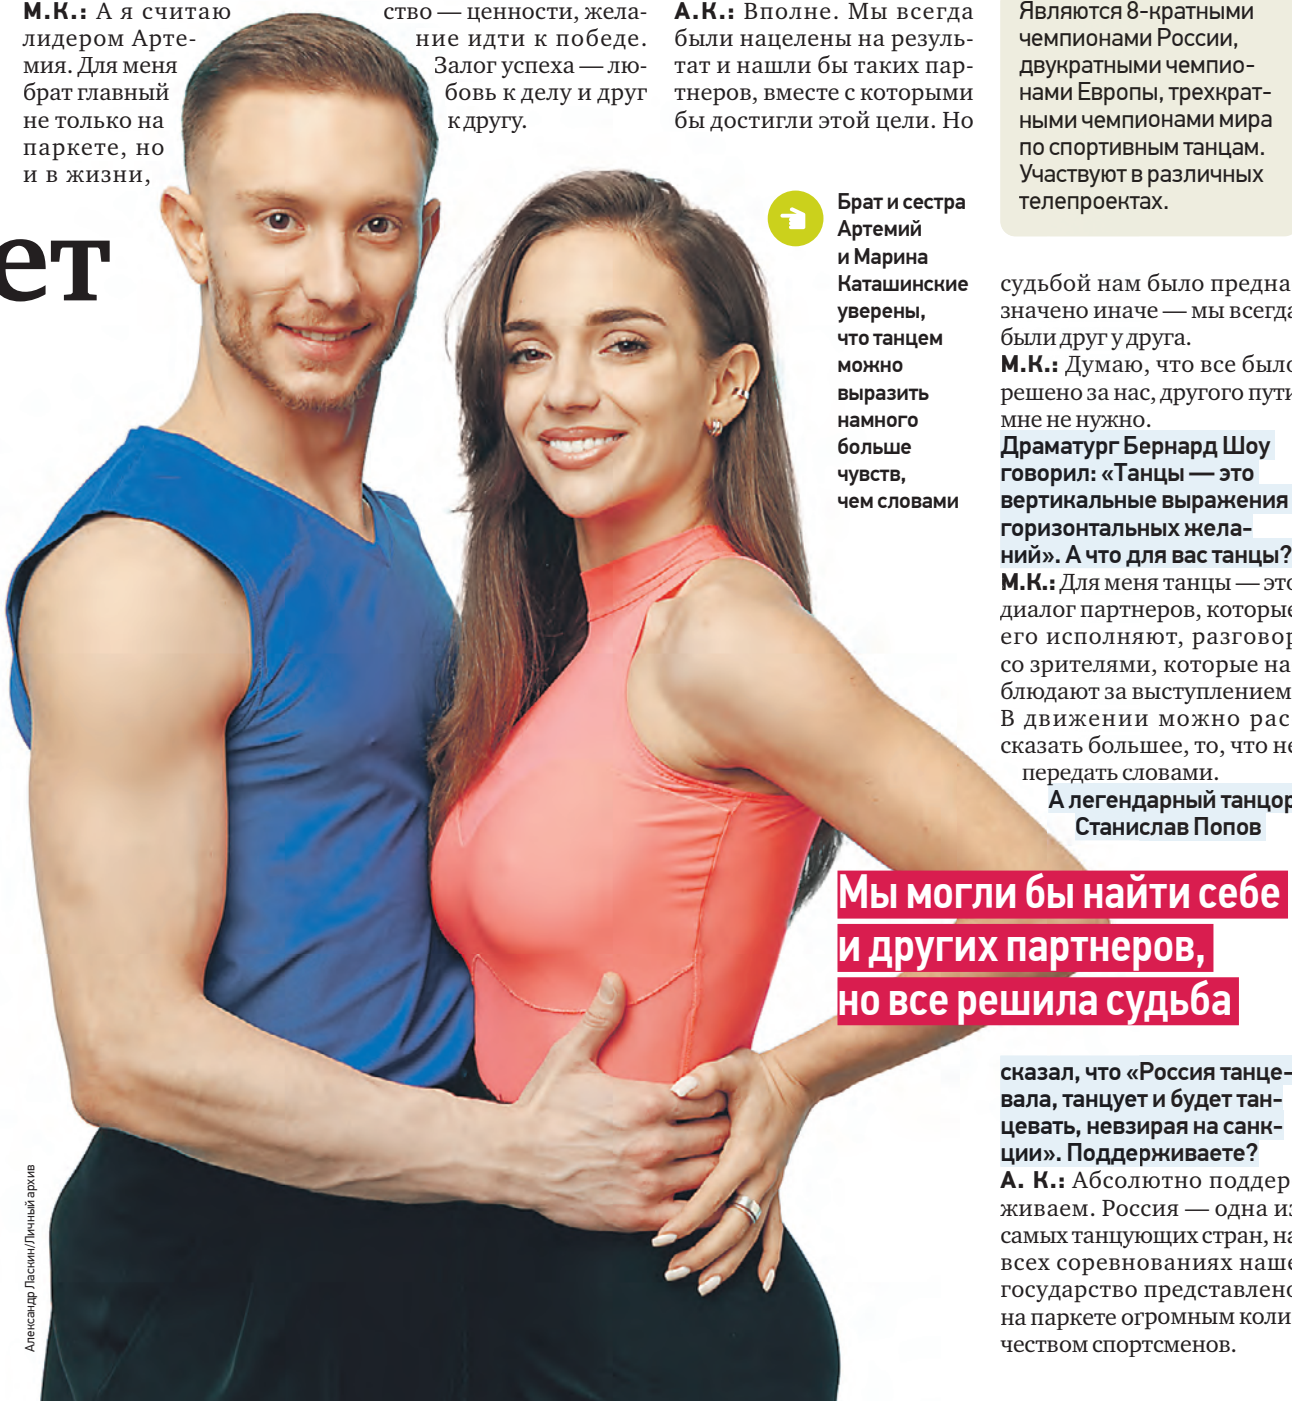 М.К.: А я считаю
лидером Арте-
мия. Для меня
брат главный
не только на
паркете, но
и в жизни,
ет
ство — ценности, жела-
ние идти к победе.
Залог успеха — лю-
бовь к делу и друг
к другу.
А.К.: Вполне. Мы всегда
были нацелены на резуль-
тат и нашли бы таких пар-
тнеров, вместе с которыми
бы достигли этой цели. Но
Являются 8-кратными
чемпионами России,
двукратными чемпио-
нами Европы, трехкрат-
ными чемпионами мира
по спортивным танцам.
Участвуют в различных
телепроектах.
Брат и сестра
Артемий
и Марина
Каташинские
уверены,
что танцем
можно
выразить
намного
больше
чувств,
чем словами
судьбой нам было предна
значено иначе — мы всегда
были друг у друга.
М.К.: Думаю, что все было
решено за нас, другого пути
мне не нужно.
Драматург Бернард Шоу
говорил: «Танцы — это
вертикальные выражения
горизонтальных жела-
ний». А что для вас танцы?
М.К.: Для меня танцы — это
диалог партнеров, которые
его исполняют, разговор
со зрителями, которые на
блюдают за выступлением
В движении можно рас
сказать большее, то, что не
передать словами.
А легендарный танцор
Станислав Попов
Мы могли бы найти себе
и других партнеров,
но все решила судьба
сказал, что «Россия танце-
вала, танцует и будет тан-
цевать, невзирая на санк-
ции». Поддерживаете?
А. К.: Абсолютно поддер
живаем. Россия — одна из
самых танцующих стран, на
всех соревнованиях наше
государство представлено
на паркете огромным коли
чеством спортсменов.
Александр Ласкин/Личный архив